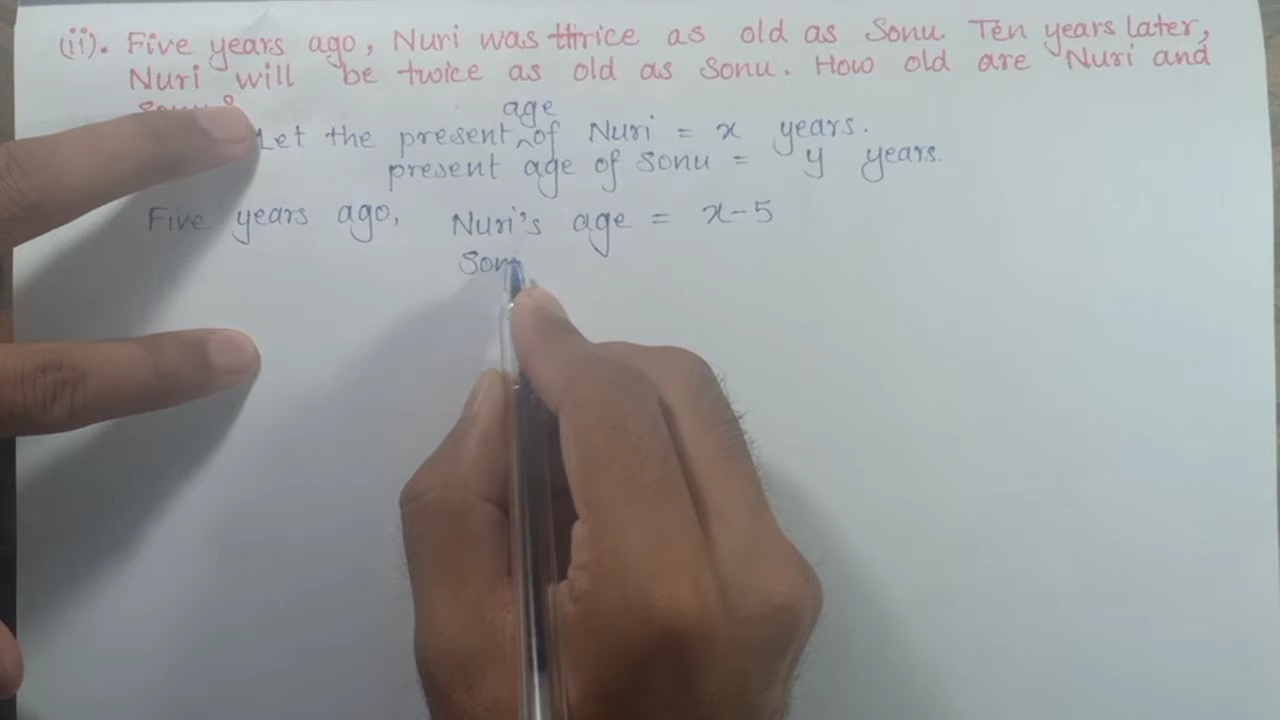 (ii). Five years ago, Nuri was thrice as old as Sonu Ten years later,
Nuri will be twice as old as Sonu. How old are Nuri and
age
Let the present of Nuri = x years.
present age of Sonu = y years.
Five years ago, Nuri's age = x-5
Son